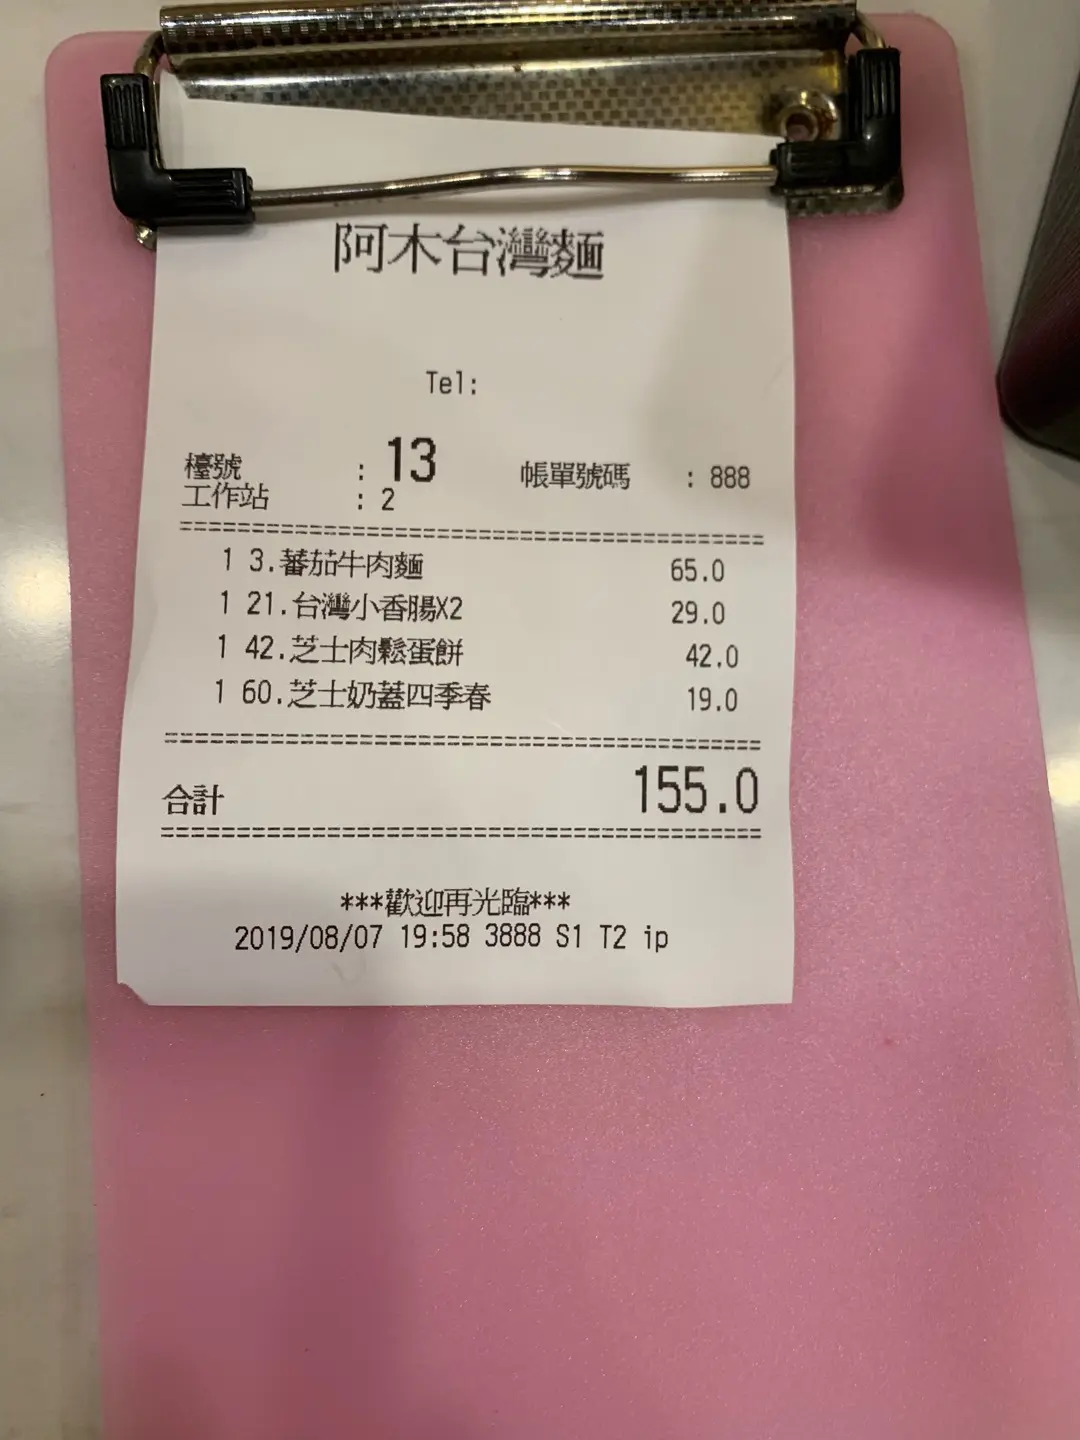 阿木台灣麵
Tel:
檯號 : 13 帳單號碼 : 888
工作站 : 2
==============================================
1 3.蕃茄牛肉麵 65.0
1 21.台灣小香腸X2 29.0
1 42.芝士肉鬆蛋餅 42.0
1 60.芝士奶蓋四季春 19.0
==============================================
合計 155.0
==============================================
***歡迎再光臨***
2019/08/07 19:58 3888 S1 T2 ip